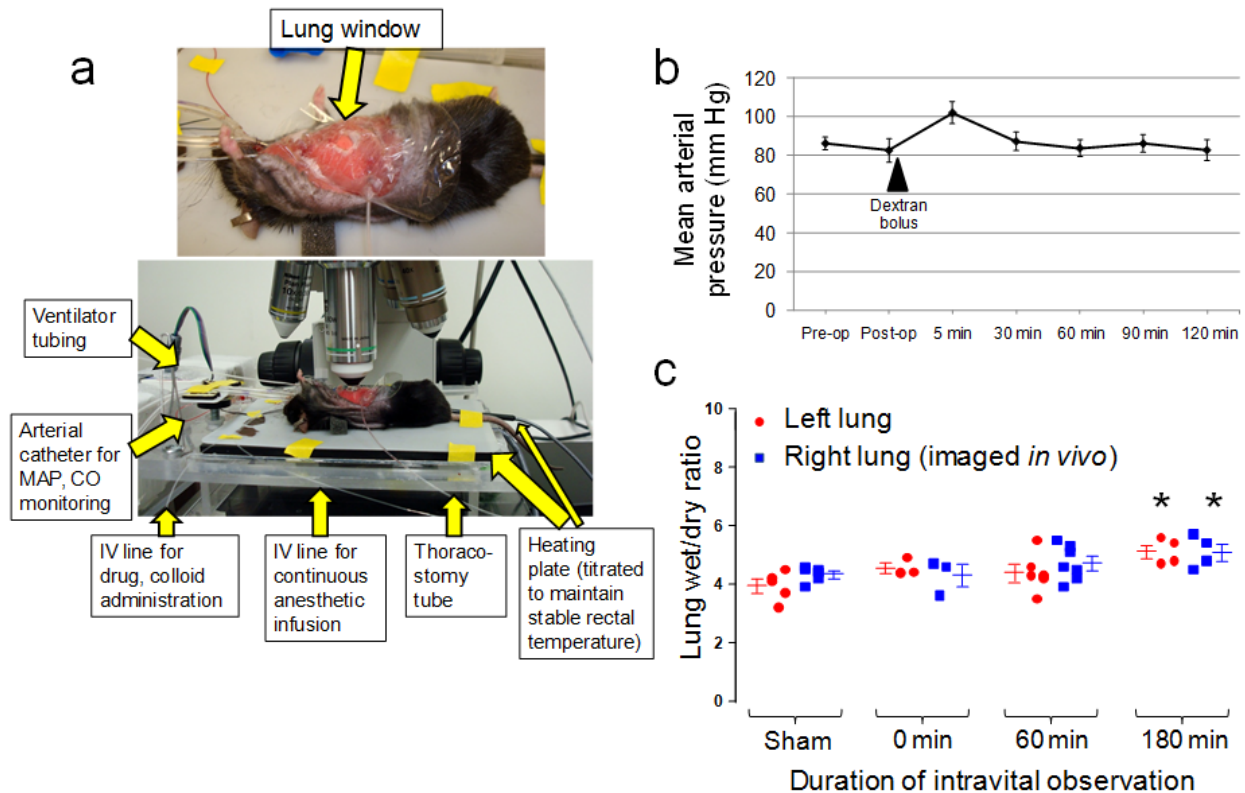 a
Lung window
Ventilator
tubing
Arterial
catheter for
MAP, CO
monitoring
IV line for
drug, colloid
administration
IV line for
continuous
anesthetic
infusion
Thoraco-
stomy
tube
Heating
plate (titrated
to maintain
stable rectal
temperature)
b
Mean arterial
pressure (mm Hg)
120
100
80
60
40
20
0
Dextran
bolus
Pre-op Post-op 5 min 30 min 60 min 90 min 120 min
c
Lung wet/dry ratio
10
8
6
4
2
0
Left lung
Right lung (imaged in vivo)
* *
Sham 0 min 60 min 180 min
Duration of intravital observation